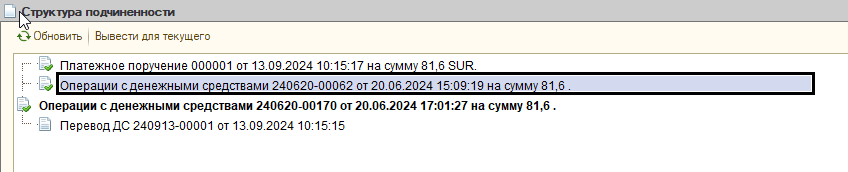 Структура подчиненности
Обновить Вывести для текущего
Платежное поручение 000001 от 13.09.2024 10:15:17 на сумму 81,6 SUR.
Операции с денежными средствами 240620-00062 от 20.06.2024 15:09:19 на сумму 81,6 .
Операции с денежными средствами 240620-00170 от 20.06.2024 17:01:27 на сумму 81,6 .
Перевод ДС 240913-00001 от 13.09.2024 10:15:15